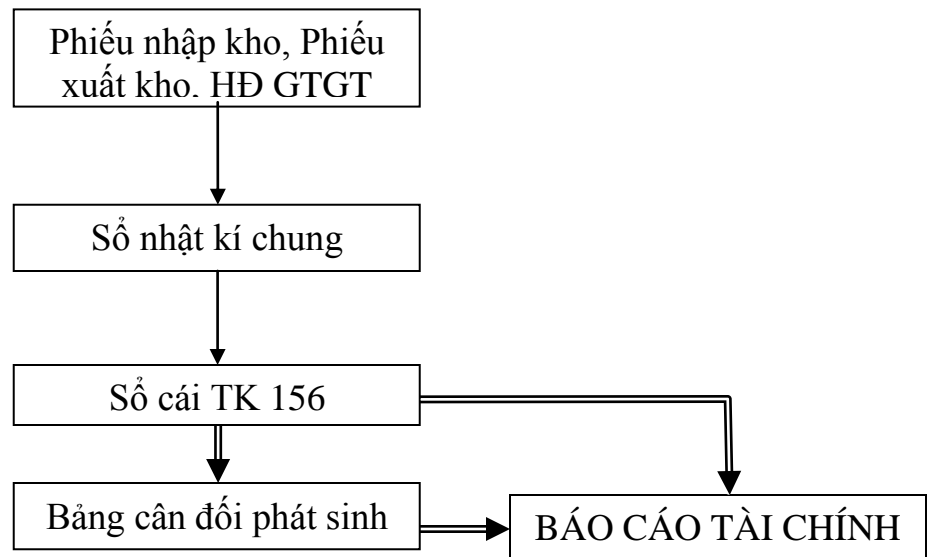 Phiếu nhập kho, Phiếu
xuất kho, HĐ GTGT
Sổ nhật kí chung
Sổ cái TK 156
Bảng cân đối phát sinh
BÁO CÁO TÀI CHÍNH